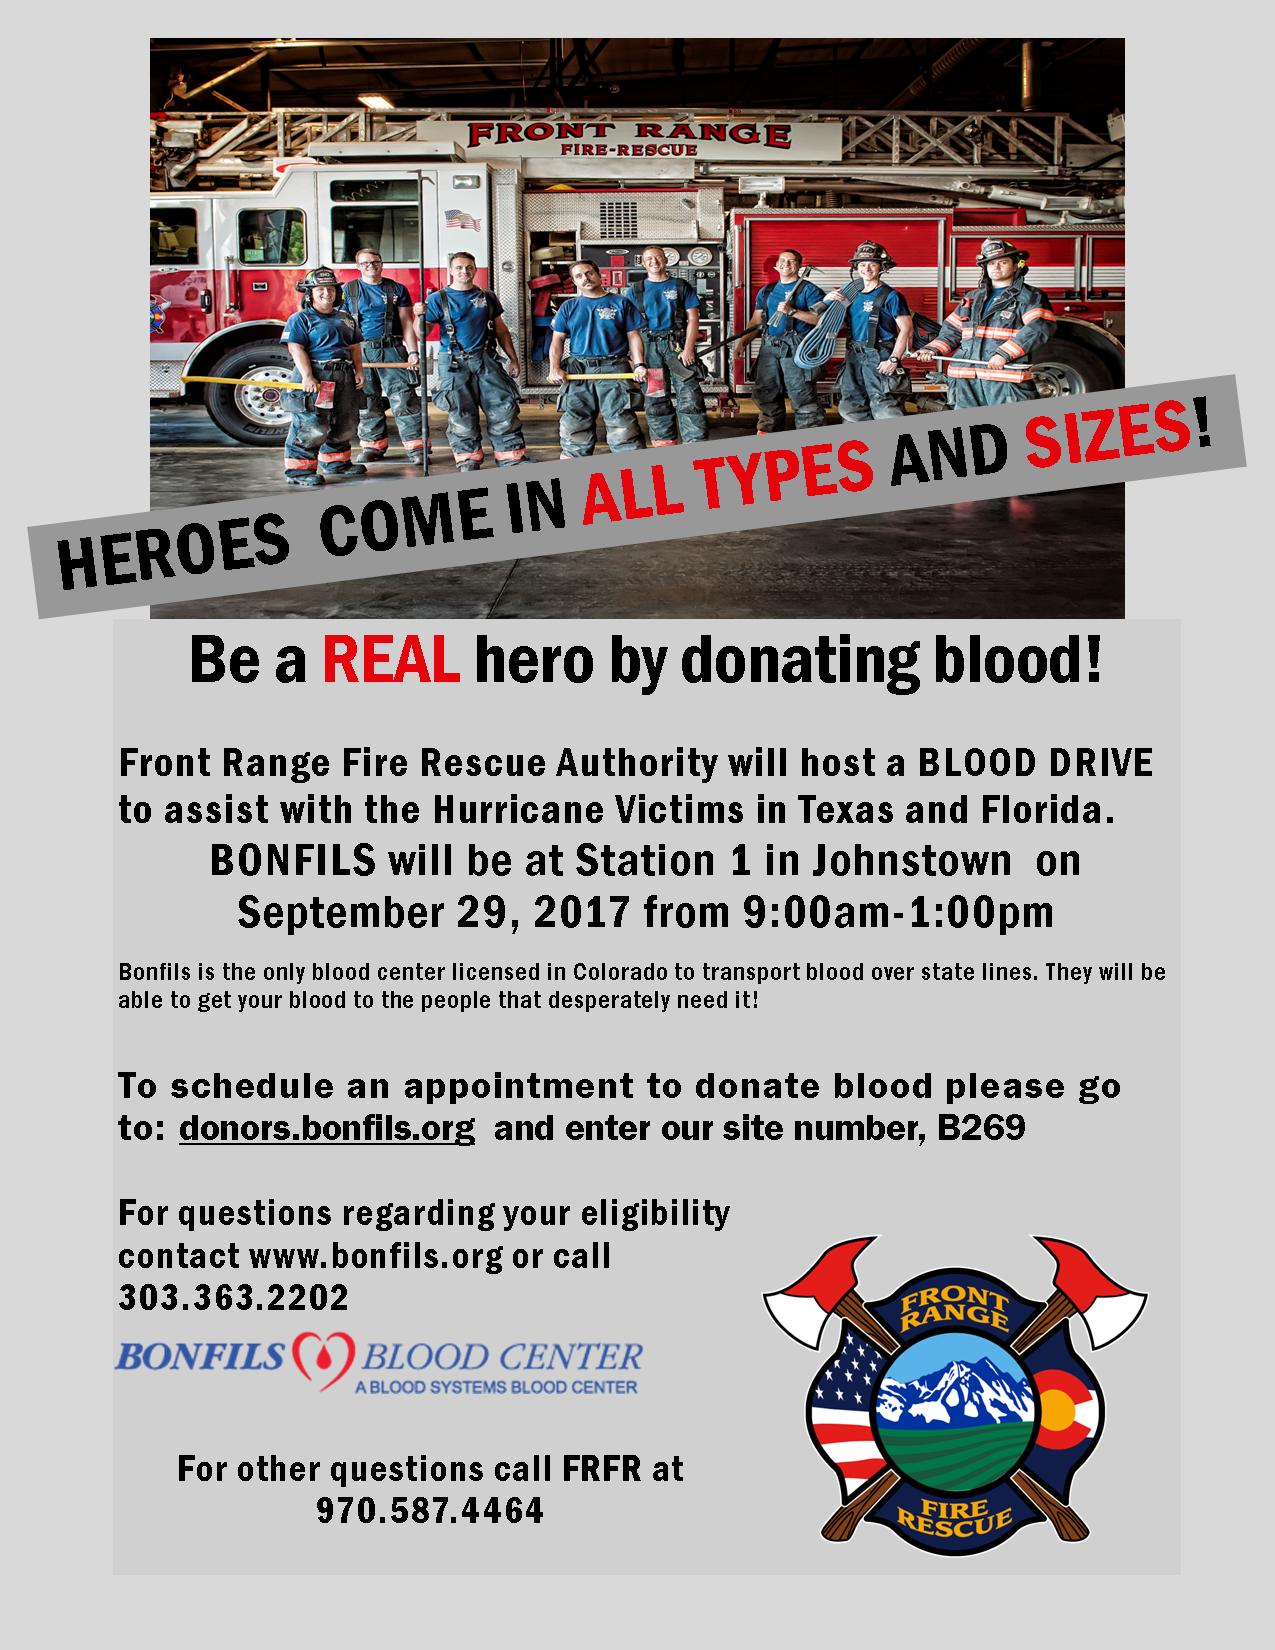 FRONT RANGE
FIRE-RESCUE
HEROES COME IN ALL TYPES AND SIZES!
Be a REAL hero by donating blood!
Front Range Fire Rescue Authority will host a BLOOD DRIVE
to assist with the Hurricane Victims in Texas and Florida.
BONFILS will be at Station 1 in Johnstown on
September 29, 2017 from 9:00am-1:00pm
Bonfils is the only blood center licensed in Colorado to transport blood over state lines. They will be
able to get your blood to the people that desperately need it!
To schedule an appointment to donate blood please go
to: donors.bonfils.org and enter our site number, B269
For questions regarding your eligibility
contact www.bonfils.org or call
303.363.2202
BONFILS BLOOD CENTER
A BLOOD SYSTEMS BLOOD CENTER
For other questions call FRFR at
970.587.4464
FRONT
RANGE
FIRE
RESCUE